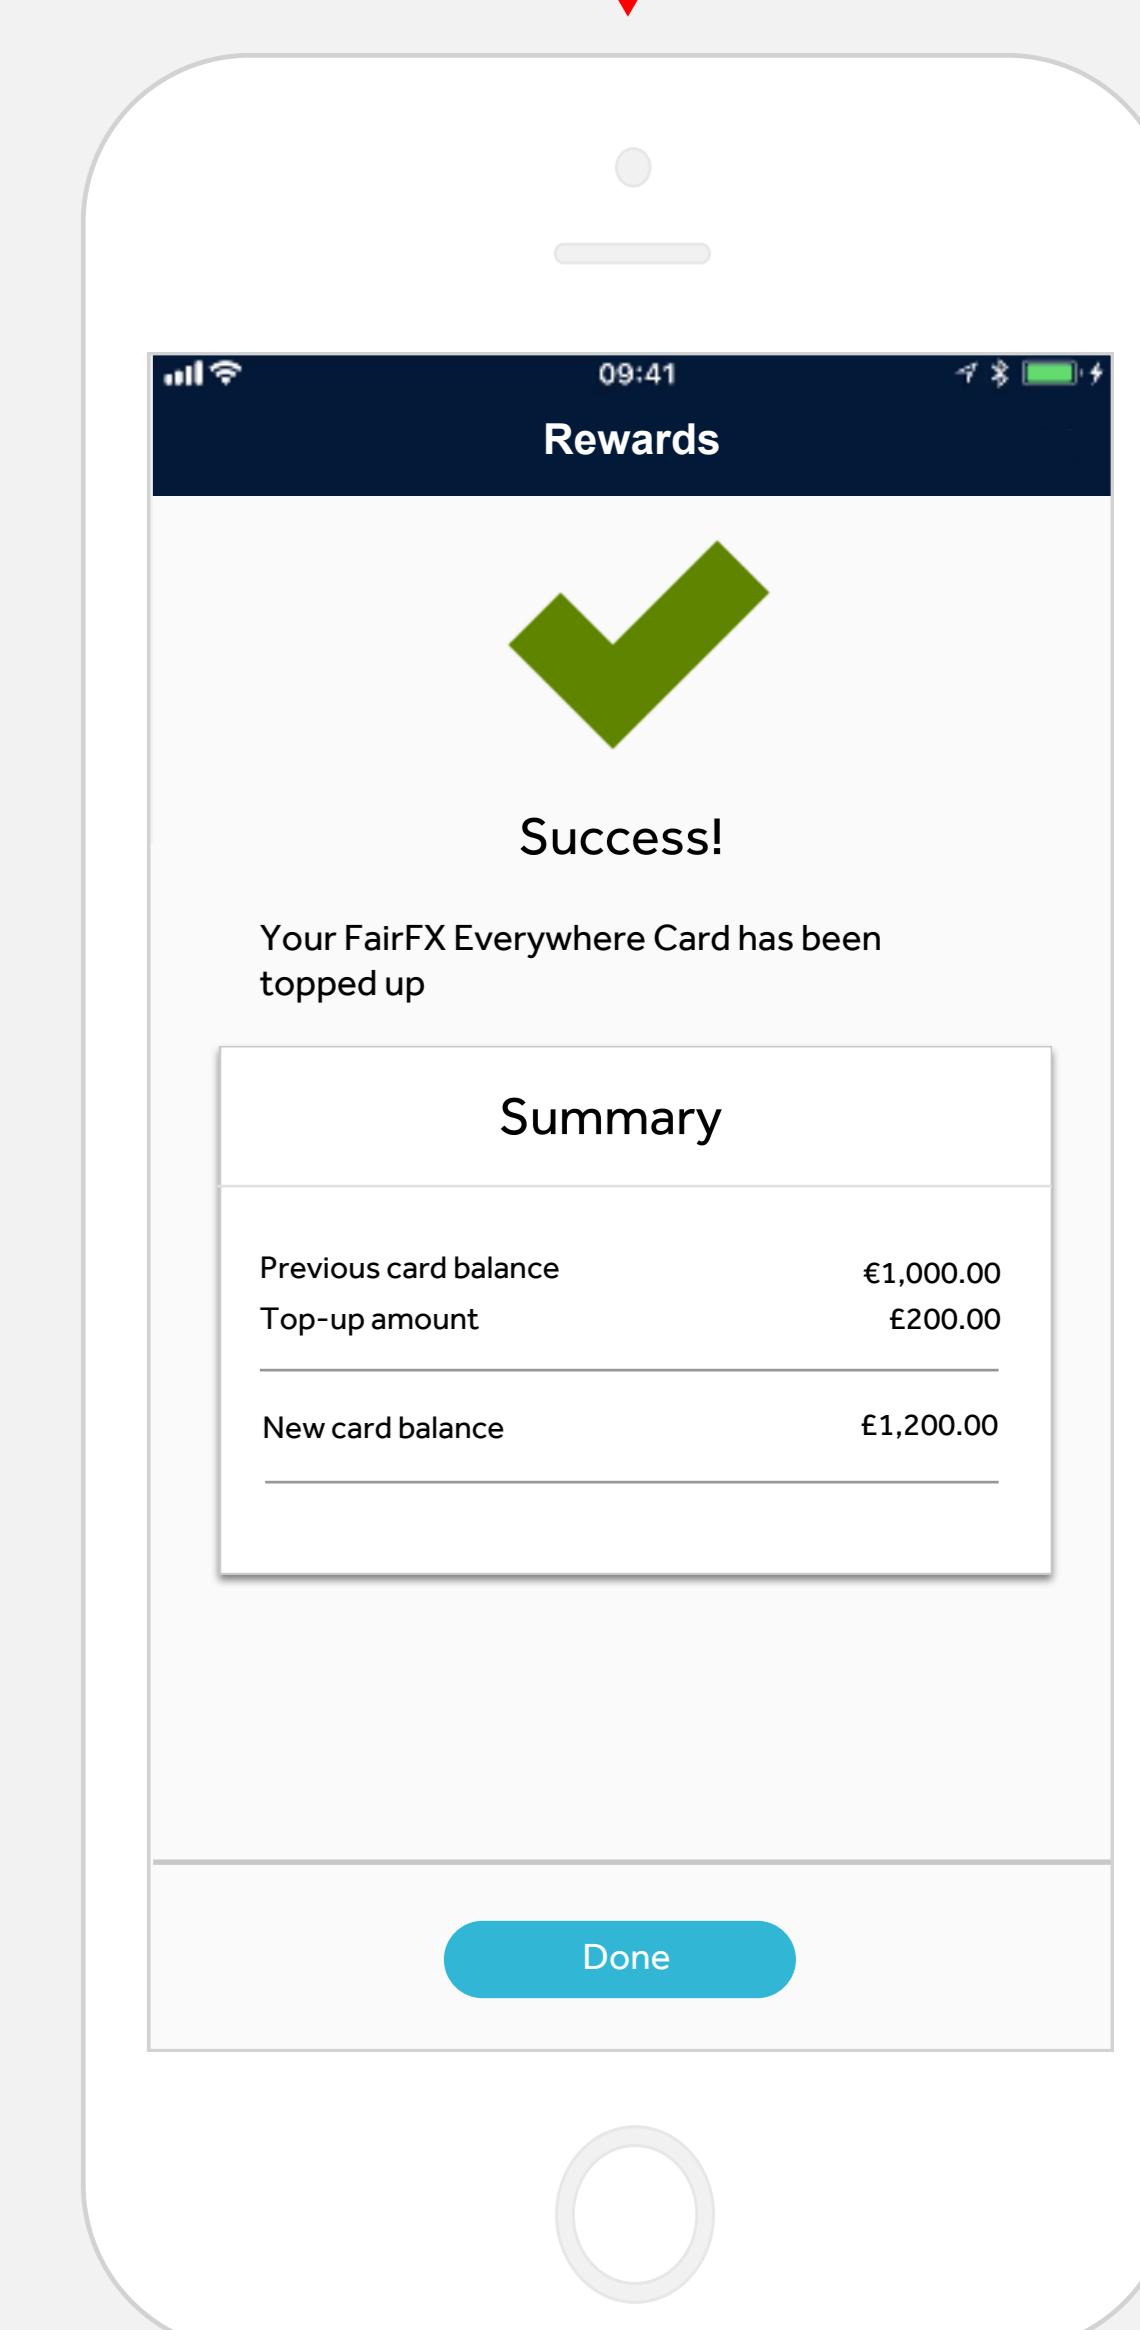 09:41
Rewards
Success!
Your FairFX Everywhere Card has been
topped up
Summary
Previous card balance €1,000.00
Top-up amount £200.00
New card balance £1,200.00
Done